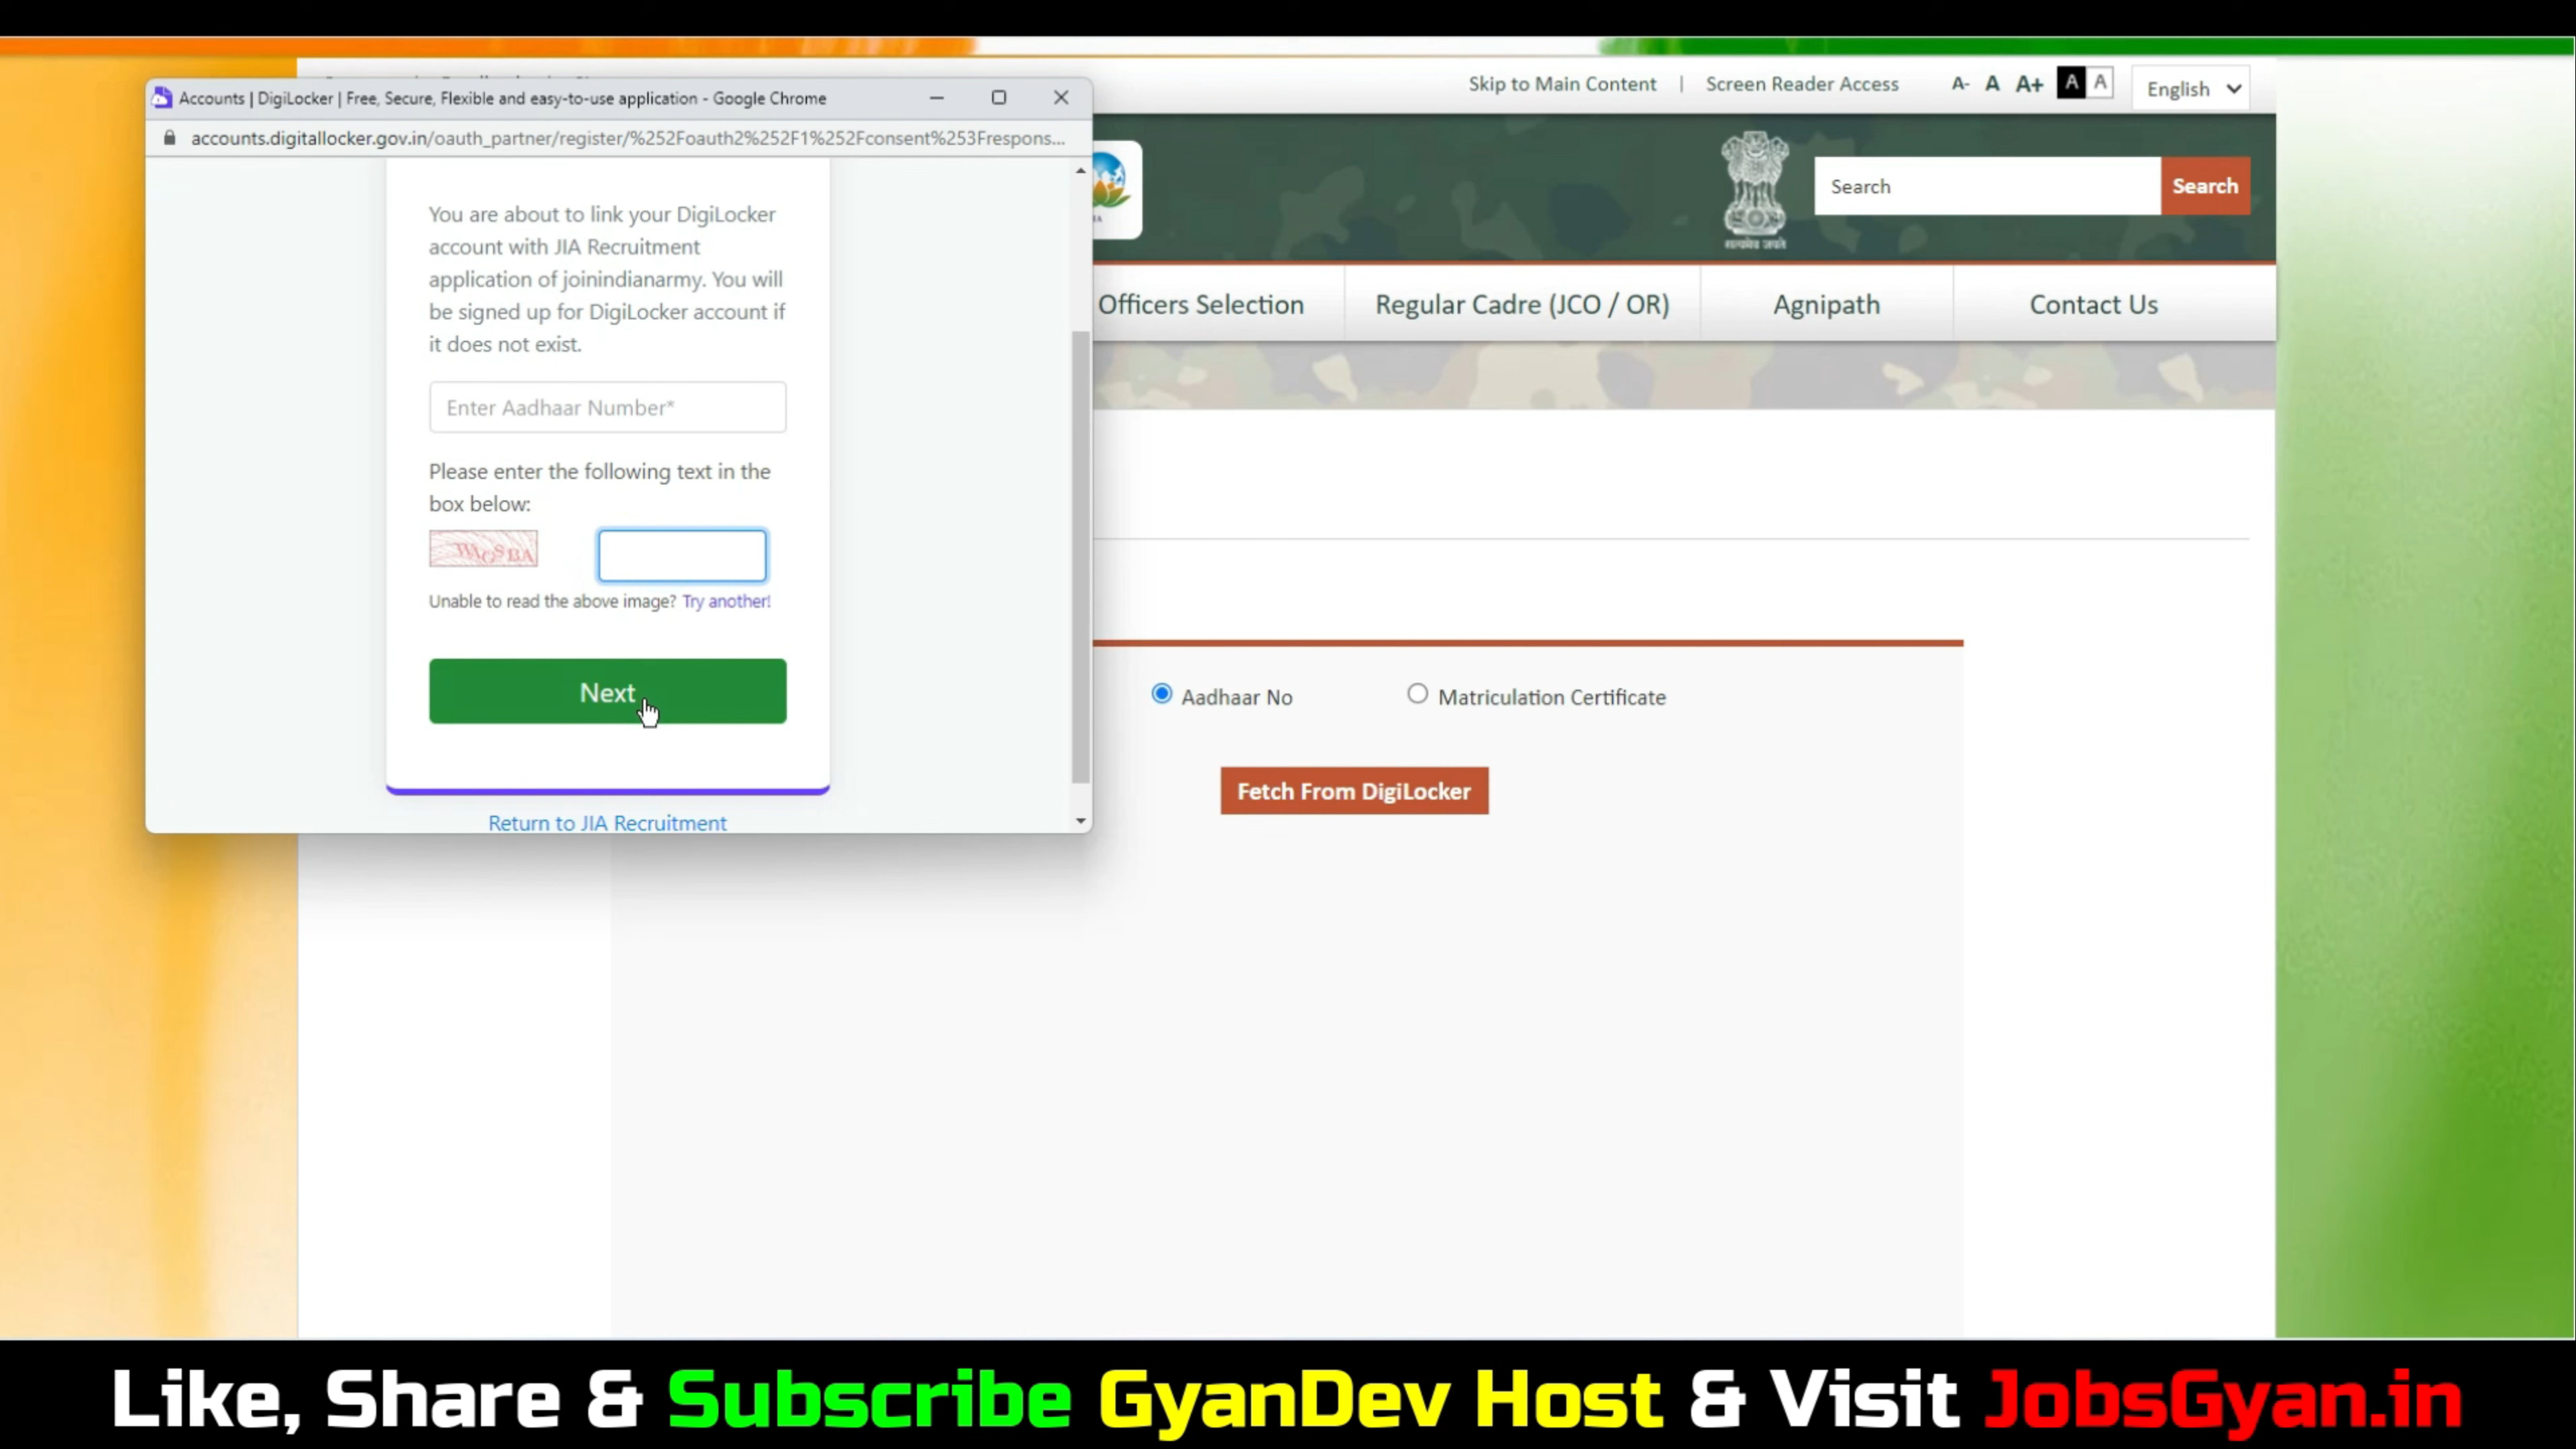 Accounts | DigiLocker | Free, Secure, Flexible and easy-to-use application - Google Chrome
accounts.digitallocker.gov.in/oauth_partner/register/%252Foauth2%252F1%252Fconsent%253Frespons...
You are about to link your DigiLocker
account with JIA Recruitment
application of joinindianarmy. You will
be signed up for DigiLocker account if
it does not exist.
Enter Aadhaar Number*
Please enter the following text in the
box below:
Unable to read the above image? Try another!
Next
Return to JIA Recruitment
Skip to Main Content | Screen Reader Access A- A A+ A A English
सत्यमेव जयते
Search Search
Officers Selection Regular Cadre (JCO / OR) Agnipath Contact Us
Aadhaar No Matriculation Certificate
Fetch From DigiLocker
Like, Share & Subscribe GyanDev Host & Visit JobsGyan.in